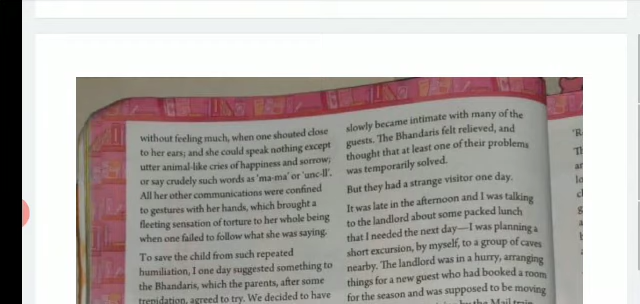 without feeling much, when one shouted close
to her ears; and she could speak nothing except
utter animal-like cries of happiness and sorrow;
or say crudely such words as 'ma-ma' or 'unc-ll'.
All her other communications were confined
to gestures with her hands, which brought a
fleeting sensation of torture to her whole being
when one failed to follow what she was saying.
To save the child from such repeated
humiliation, I one day suggested something to
the Bhandaris, which the parents, after some
trepidation, agreed to try. We decided to have
slowly became intimate with many of the
guests. The Bhandaris felt relieved, and
thought that at least one of their problems
was temporarily solved.
But they had a strange visitor one day.
It was late in the afternoon and I was talking
to the landlord about some packed lunch
that I needed the next day—I was planning a
short excursion, by myself, to a group of caves
nearby. The landlord was in a hurry, arranging
things for a new guest who had booked a room
for the season and was supposed to be moving
by the Mail train